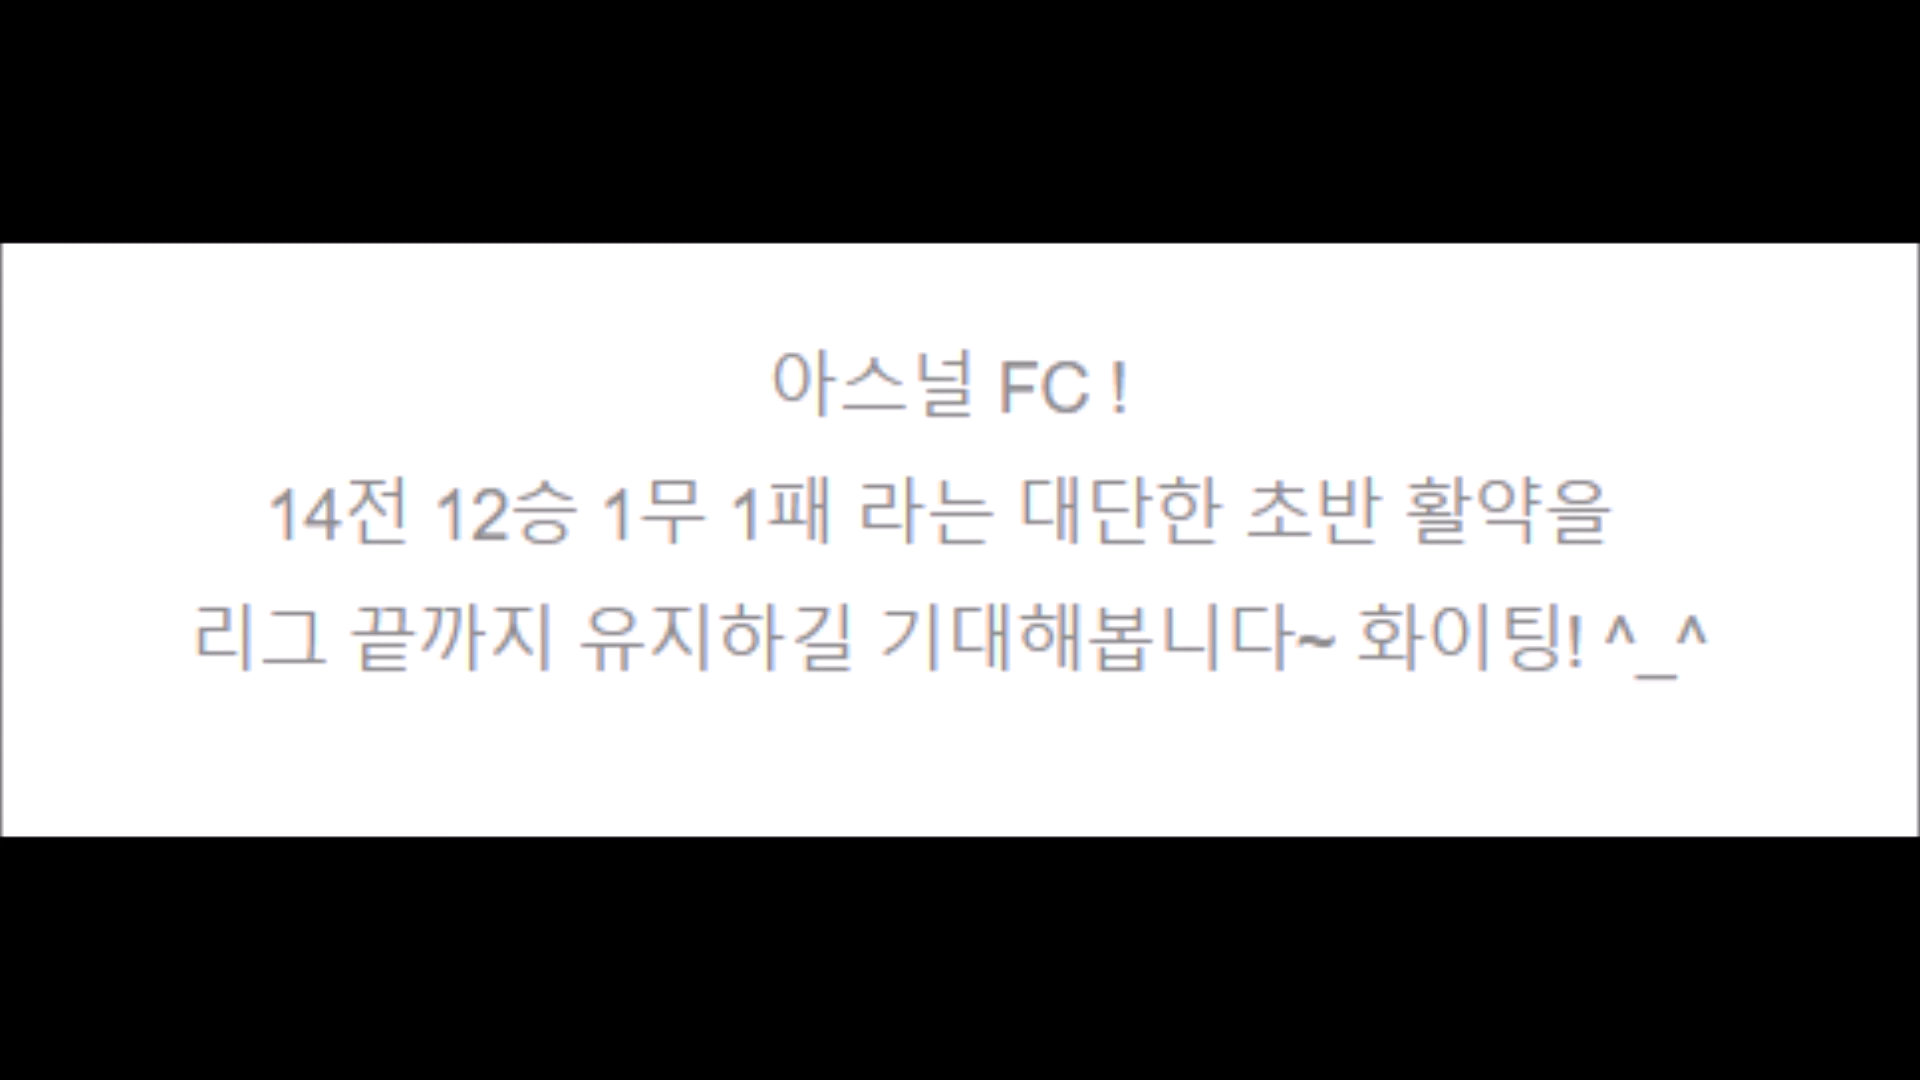 아스널 FC !
14전 12승 1무 1패 라는 대단한 초반 활약을
리그 끝까지 유지하길 기대해봅니다~ 화이팅! ^_^